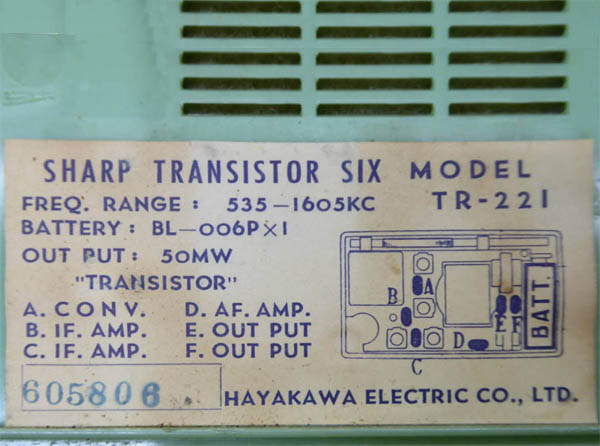 SHARP TRANSISTOR SIX MODEL
FREQ. RANGE : 535-1605KC TR-221
BATTERY: BL-006P×1
OUT PUT: 50MW
"TRANSISTOR"
A. CONV. D. AF. AMP.
B. IF. AMP. E. OUT PUT
C. IF. AMP. F. OUT PUT
A
B
E F BATT.
D
C
605806
HAYAKAWA ELECTRIC CO., LTD.